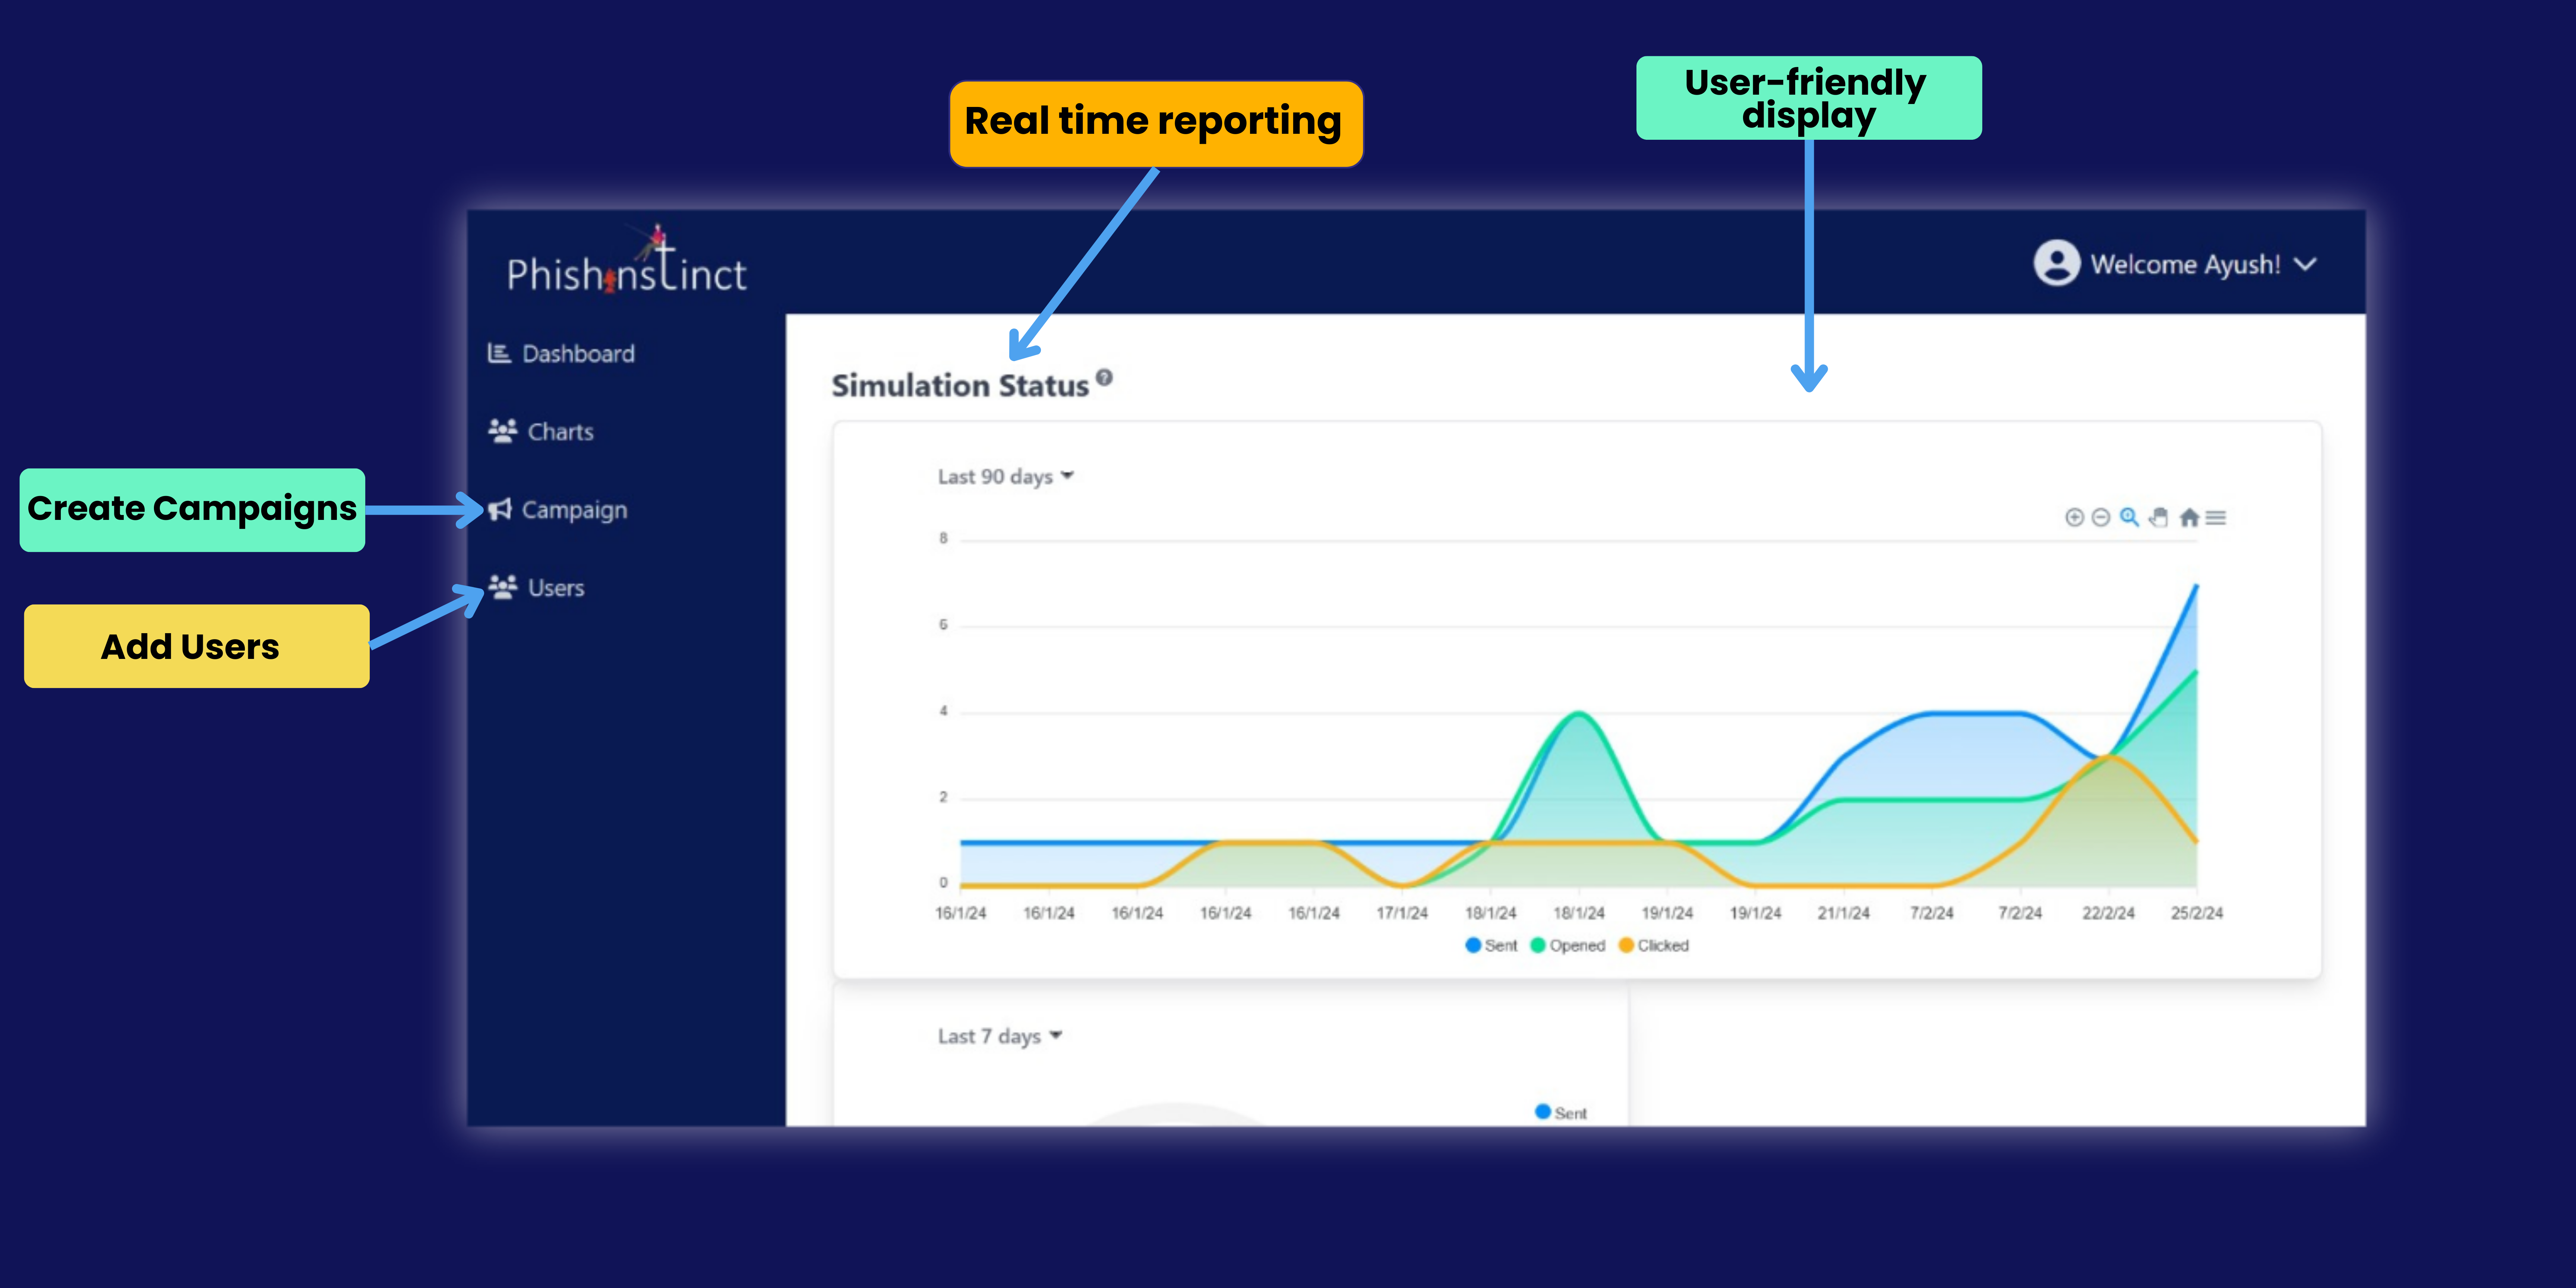 User-friendly
display
Real time reporting
Phishinstinct
Welcome Ayush!
Dashboard
Charts
Campaign
Users
Create Campaigns
Add Users
Simulation Status
Last 90 days
8
6
4
2
0
16/1/24 16/1/24 16/1/24 16/1/24 16/1/24 17/1/24 18/1/24 18/1/24 19/1/24 19/1/24 21/1/24 7/2/24 7/2/24 22/2/24 25/2/24
Sent Opened Clicked
Last 7 days
Sent